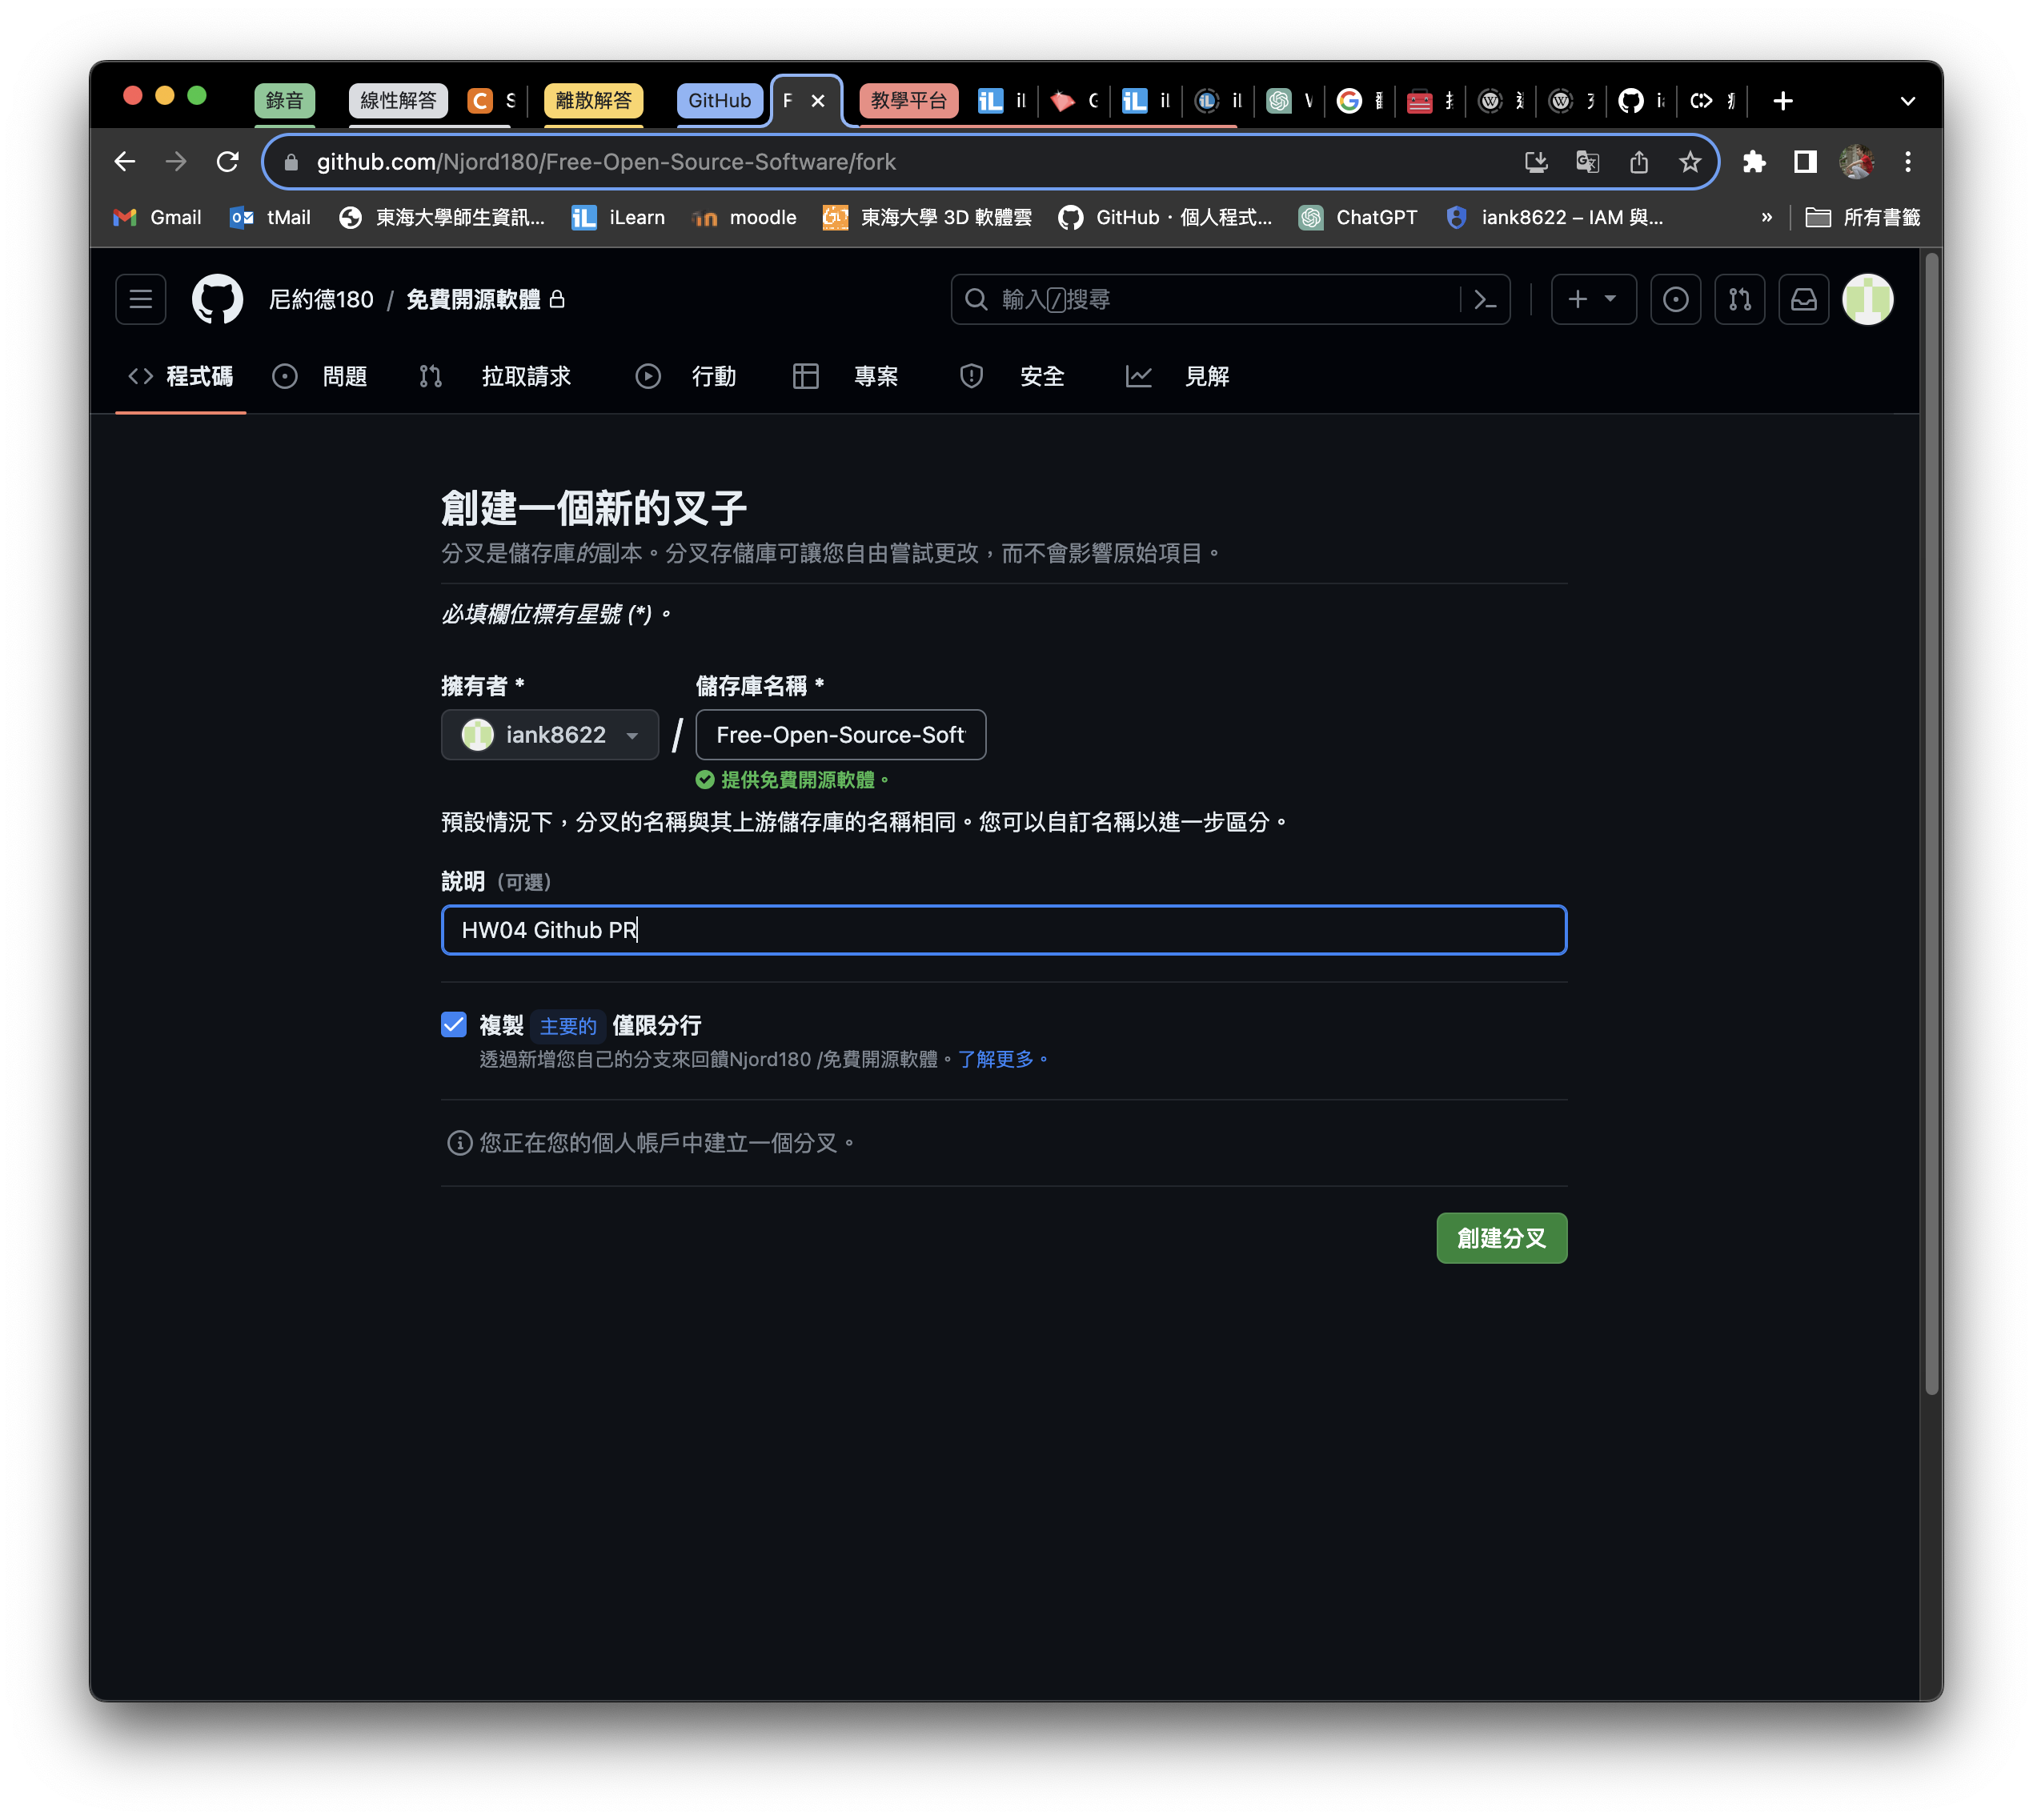 錄音 線性解答 離散解答 GitHub F 教學平台
github.com/Njord180/Free-Open-Source-Software/fork
Gmail tMail 東海大學師生資訊... iLearn moodle 東海大學 3D 軟體雲 GitHub · 個人程式... ChatGPT iank8622 – IAM 與... » 所有書籤
尼約德180 / 免費開源軟體 輸入/搜尋
程式碼 問題 拉取請求 行動 專案 安全 見解
創建一個新的叉子
分叉是儲存庫的副本。分叉存儲庫可讓您自由嘗試更改，而不會影響原始項目。
必填欄位標有星號 (*) 。
擁有者 * 儲存庫名稱 *
iank8622 / Free-Open-Source-Soft
提供免費開源軟體。
預設情況下，分叉的名稱與其上游儲存庫的名稱相同。您可以自訂名稱以進一步區分。
說明（可選）
HW04 Github PR
複製 主要的 僅限分行
透過新增您自己的分支來回饋Njord180 /免費開源軟體。了解更多。
您正在您的個人帳戶中建立一個分叉。
創建分叉